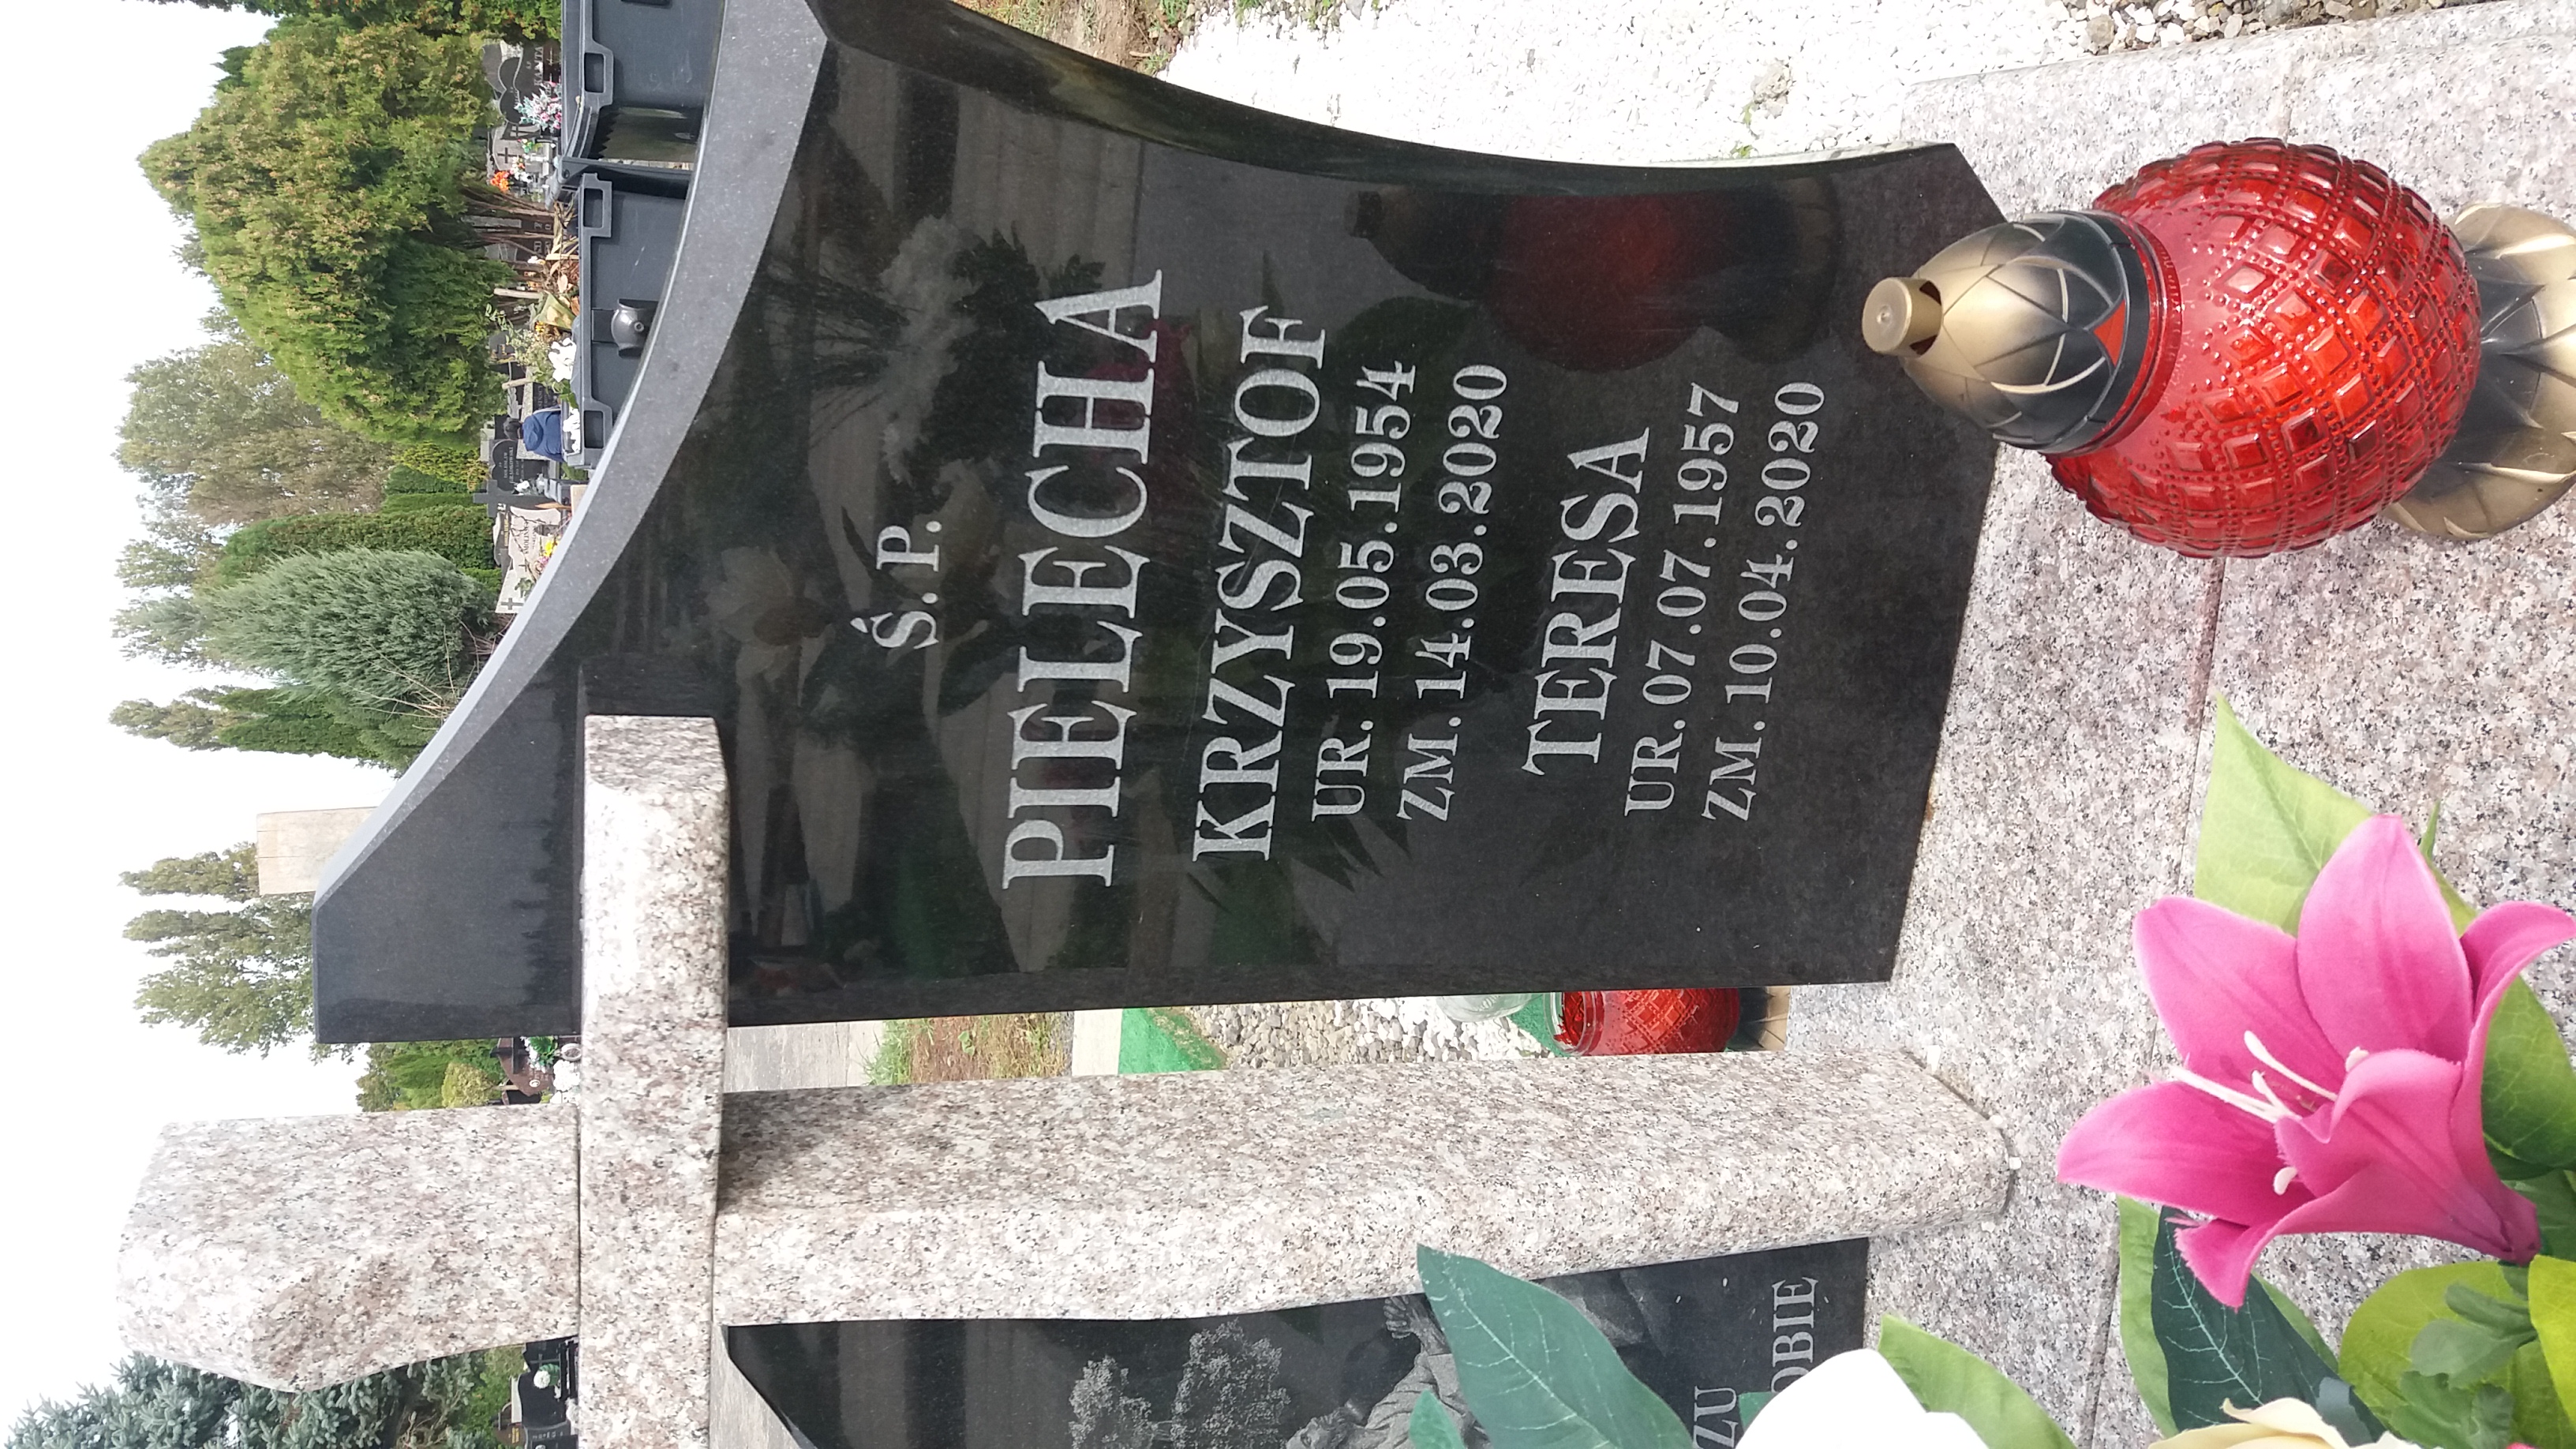 Ś.P.
PIELECHA
KRZYSZTOF
UR. 19.05.1954
ZM. 14.03.2020
TERESA
UR. 07.07.1957
ZM. 10.04.2020